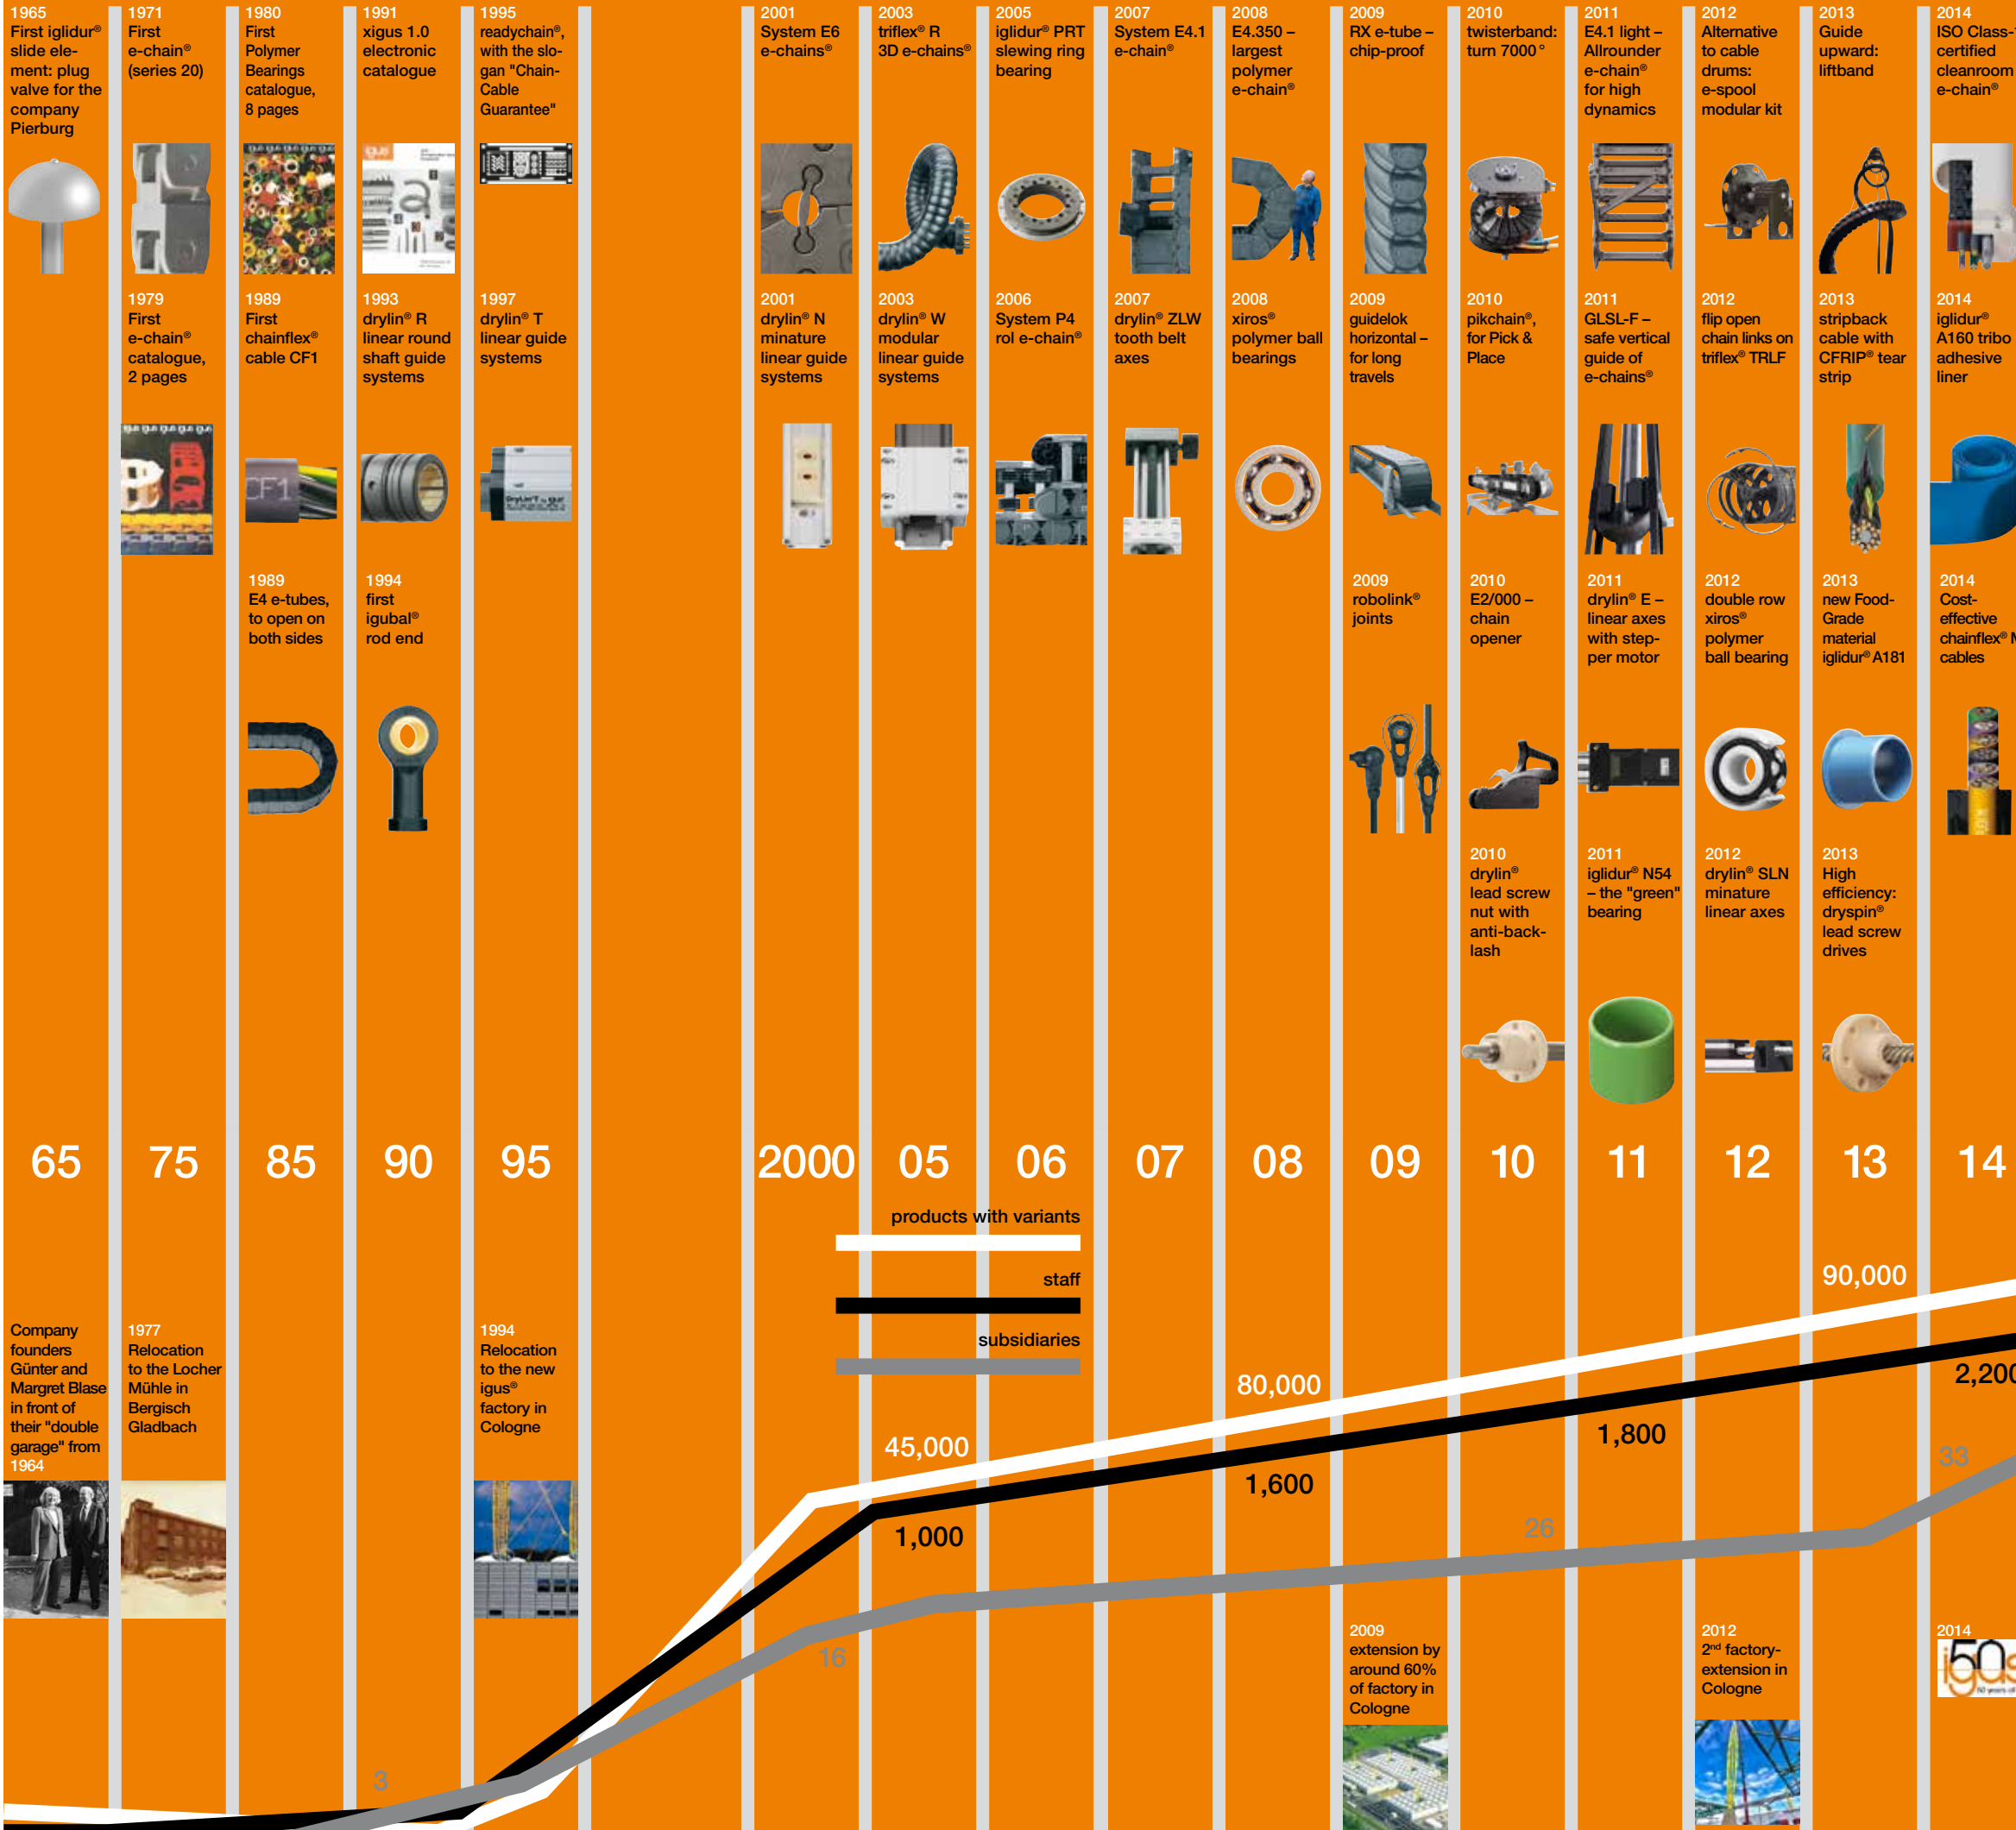 1965
First iglidur®
slide ele-
ment: plug
valve for the
company
Pierburg
1971
First
e-chain®
(series 20)
1980
First
Polymer
Bearings
catalogue,
8 pages
1991
xigus 1.0
electronic
catalogue
1995
readychain®,
with the slo-
gan "Chain-
Cable
Guarantee"
2001
System E6
e-chains®
2003
triflex® R
3D e-chains®
2005
iglidur® PRT
slewing ring
bearing
2007
System E4.1
e-chain®
2008
E4.350 –
largest
polymer
e-chain®
2009
RX e-tube –
chip-proof
2010
twisterband:
turn 7000°
2011
E4.1 light –
Allrounder
e-chain®
for high
dynamics
2012
Alternative
to cable
drums:
e-spool
modular kit
2013
Guide
upward:
liftband
2014
ISO Class-1
certified
cleanroom
e-chain®
1979
First
e-chain®
catalogue,
2 pages
1989
First
chainflex®
cable CF1
CF1
1993
drylin® R
linear round
shaft guide
systems
1997
drylin® T
linear guide
systems
2001
drylin® N
minature
linear guide
systems
2003
drylin® W
modular
linear guide
systems
2006
System P4
rol e-chain®
2007
drylin® ZLW
tooth belt
axes
2008
xiros®
polymer ball
bearings
2009
guidelok
horizontal –
for long
travels
2010
pikchain®,
for Pick &
Place
2011
GLSL-F –
safe vertical
guide of
e-chains®
2012
flip open
chain links on
triflex® TRLF
2013
stripback
cable with
CFRIP® tear
strip
2014
iglidur®
A160 tribo
adhesive
liner
1989
E4 e-tubes,
to open on
both sides
1994
first
igubal®
rod end
2009
robolink®
joints
2010
E2/000 –
chain
opener
2011
drylin® E –
linear axes
with step-
per motor
2012
double row
xiros®
polymer
ball bearing
2013
new Food-
Grade
material
iglidur® A181
2014
Cost-
effective
chainflex®
cables
2010
drylin®
lead screw
nut with
anti-back-
lash
2011
iglidur® N54
– the "green"
bearing
2012
drylin® SLN
minature
linear axes
2013
High
efficiency:
dryspin®
lead screw
drives
65 75 85 90 95 2000 05 06 07 08 09 10 11 12 13 14
products with variants
staff
subsidiaries
Company
founders
Günter and
Margret Blase
in front of
their "double
garage" from
1964
1977
Relocation
to the Locher
Mühle in
Bergisch
Gladbach
1994
Relocation
to the new
igus®
factory in
Cologne
45,000
80,000
90,000
1,000
1,600
1,800
2,200
3
16
26
33
2009
extension by
around 60%
of factory in
Cologne
2012
2nd factory-
extension in
Cologne
2014